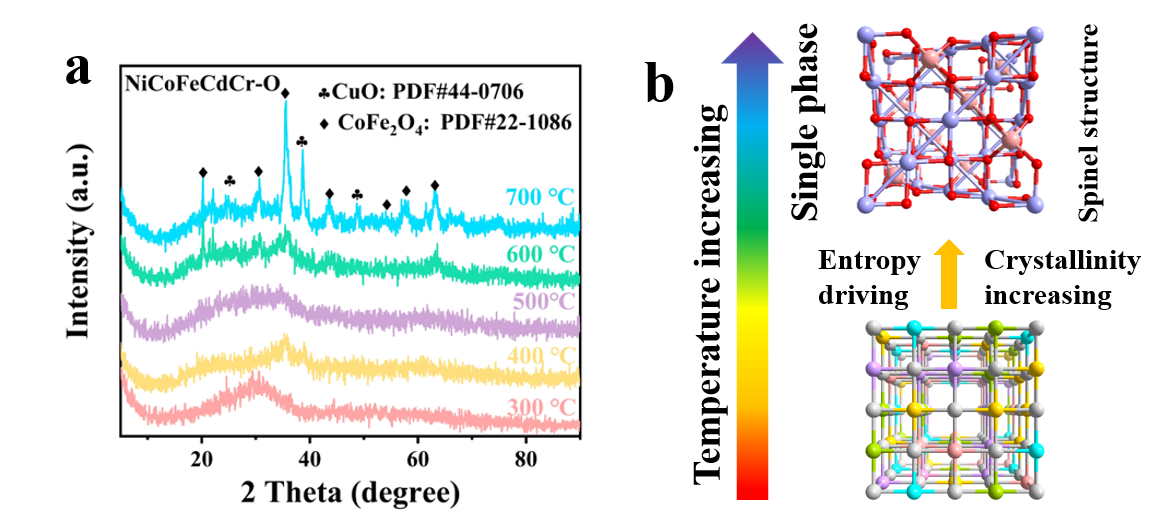 a
NiCoFeCdCr-O
♣CuO: PDF#44-0706
♦ CoFe₂O₄: PDF#22-1086
700 °C
600 °C
500°C
400 °C
300 °C
Intensity (a.u.)
20 40 60 80
2 Theta (degree)
b
Temperature increasing
Single phase
Spinel structure
Entropy
driving
Crystallinity
increasing